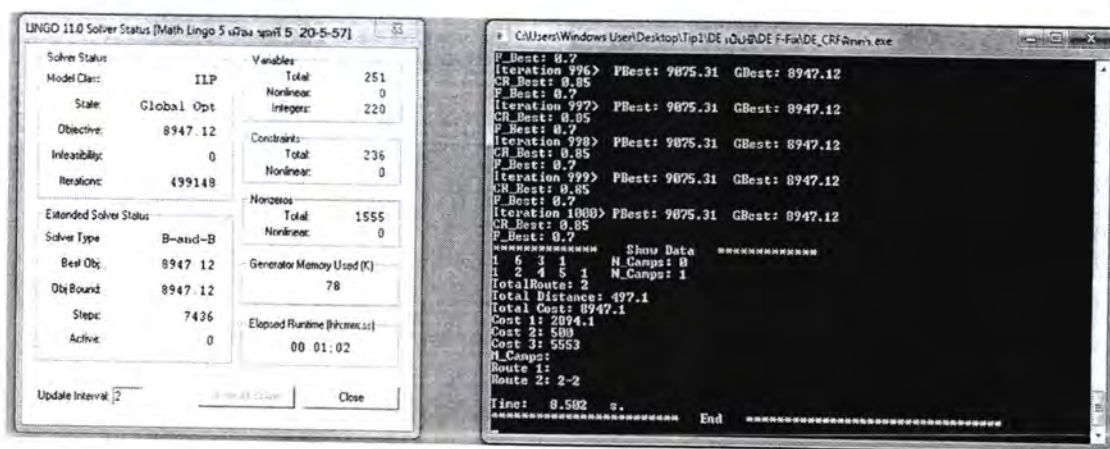 LINGO 11.0 Solver Status [Math Lingo 5 เมือง ชุดที่ 5 20-5-57]
Solver Status
Model Class: ILP
State: Global Opt
Objective: 8947.12
Infeasibility: 0
Iterations: 499148
Extended Solver Status
Solver Type B-and-B
Best Obj: 8947.12
Obj Bound: 8947.12
Steps: 7436
Active: 0
Update Interval: 2
Variables
Total: 251
Nonlinear: 0
Integers: 220
Constraints
Total: 236
Nonlinear: 0
Nonzeros
Total: 1555
Nonlinear: 0
Generator Memory Used (K)
78
Elapsed Runtime (hh:mm:ss)
00:01:02
Close
C:\Users\Windows User\Desktop\Tip1\DE F-Fix\DE_CRF
F_Best: 0.7
Iteration 996> PBest: 9075.31 GBest: 8947.12
CR_Best: 0.85
F_Best: 0.7
Iteration 997> PBest: 9075.31 GBest: 8947.12
CR_Best: 0.85
F_Best: 0.7
Iteration 998> PBest: 9075.31 GBest: 8947.12
CR_Best: 0.85
F_Best: 0.7
Iteration 999> PBest: 9075.31 GBest: 8947.12
CR_Best: 0.85
F_Best: 0.7
Iteration 1000> PBest: 9075.31 GBest: 8947.12
CR_Best: 0.85
F_Best: 0.7
*************** Show Data *************
1 6 3 1 N_Camps: 0
1 2 4 5 1 N_Camps: 1
TotalRoute: 2
Total Distance: 497.1
Total Cost: 8947.1
Cost 1: 2894.1
Cost 2: 500
Cost 3: 5553
M_Camps:
Route 1:
Route 2: 2-2
Time: 8.502 s.
*************************** End **********************************